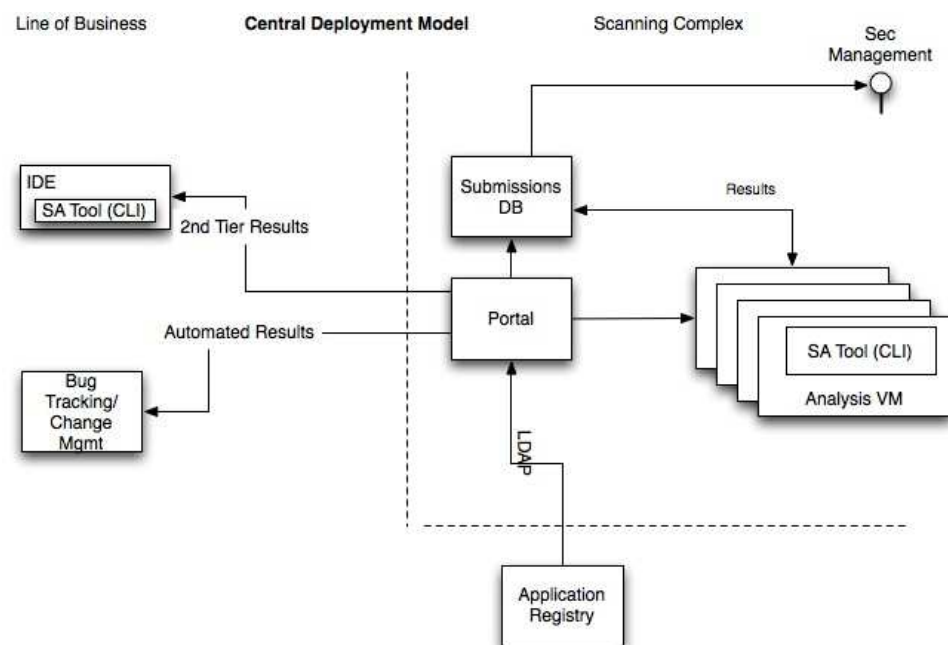 Line of Business
Central Deployment Model
Scanning Complex
Sec
Management
IDE
SA Tool (CLI)
2nd Tier Results
Submissions
DB
Results
Automated Results
Portal
SA Tool (CLI)
Analysis VM
Bug
Tracking/
Change
Mgmt
LDAP
Application
Registry